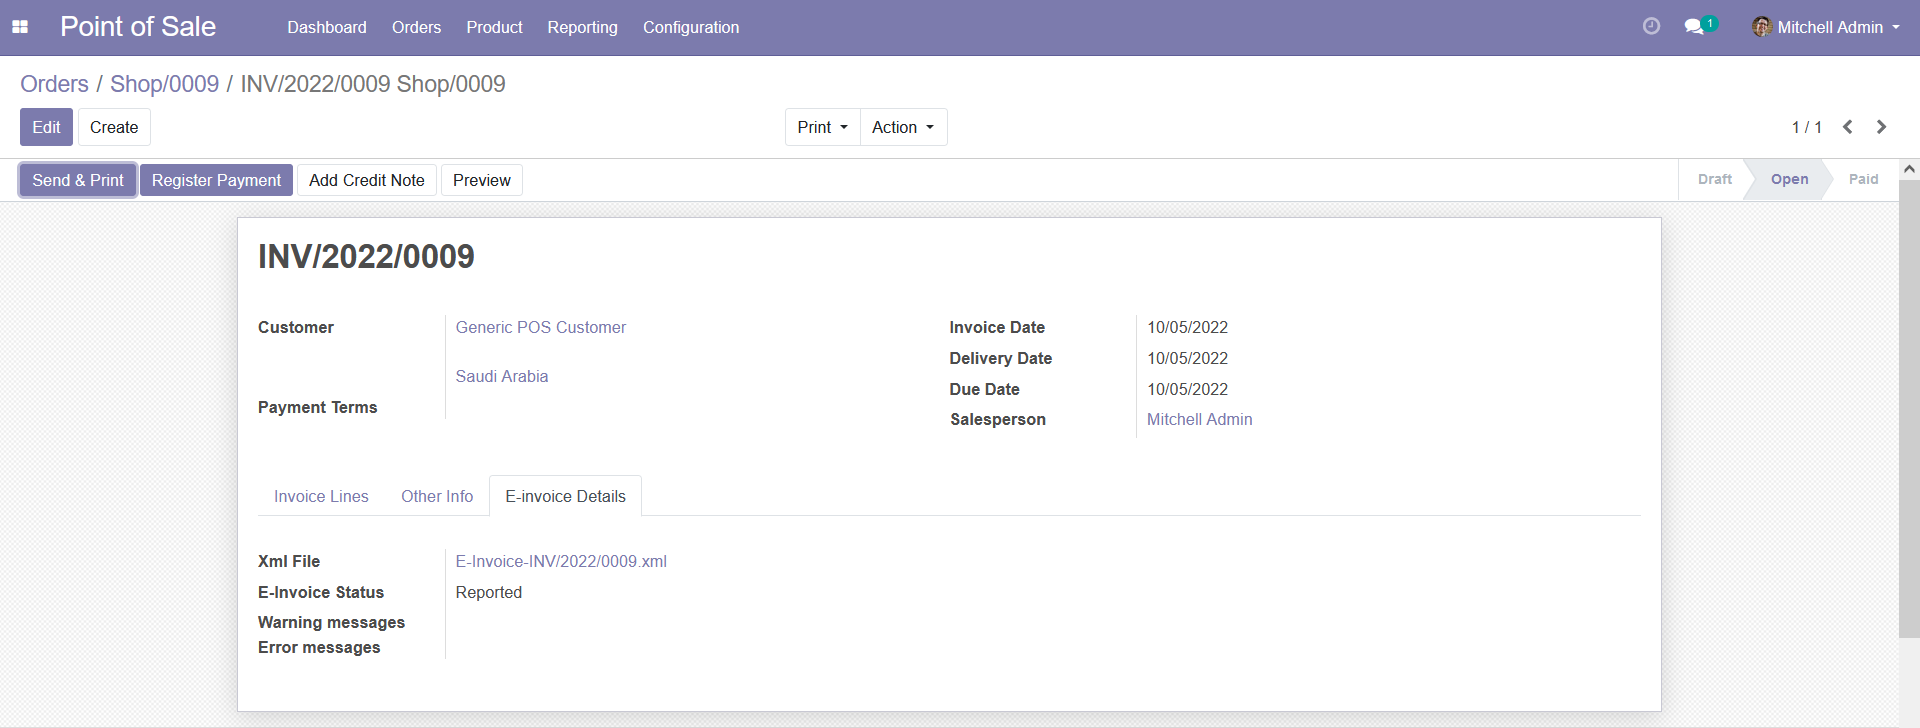 Point of Sale Dashboard Orders Product Reporting Configuration 1 Mitchell Admin
Orders / Shop/0009 / INV/2022/0009 Shop/0009
Edit Create Print Action 1 / 1
Send & Print Register Payment Add Credit Note Preview Draft Open Paid
INV/2022/0009
Customer Generic POS Customer Invoice Date 10/05/2022
Delivery Date 10/05/2022
Saudi Arabia Due Date 10/05/2022
Payment Terms Salesperson Mitchell Admin
Invoice Lines Other Info E-invoice Details
Xml File E-Invoice-INV/2022/0009.xml
E-Invoice Status Reported
Warning messages
Error messages